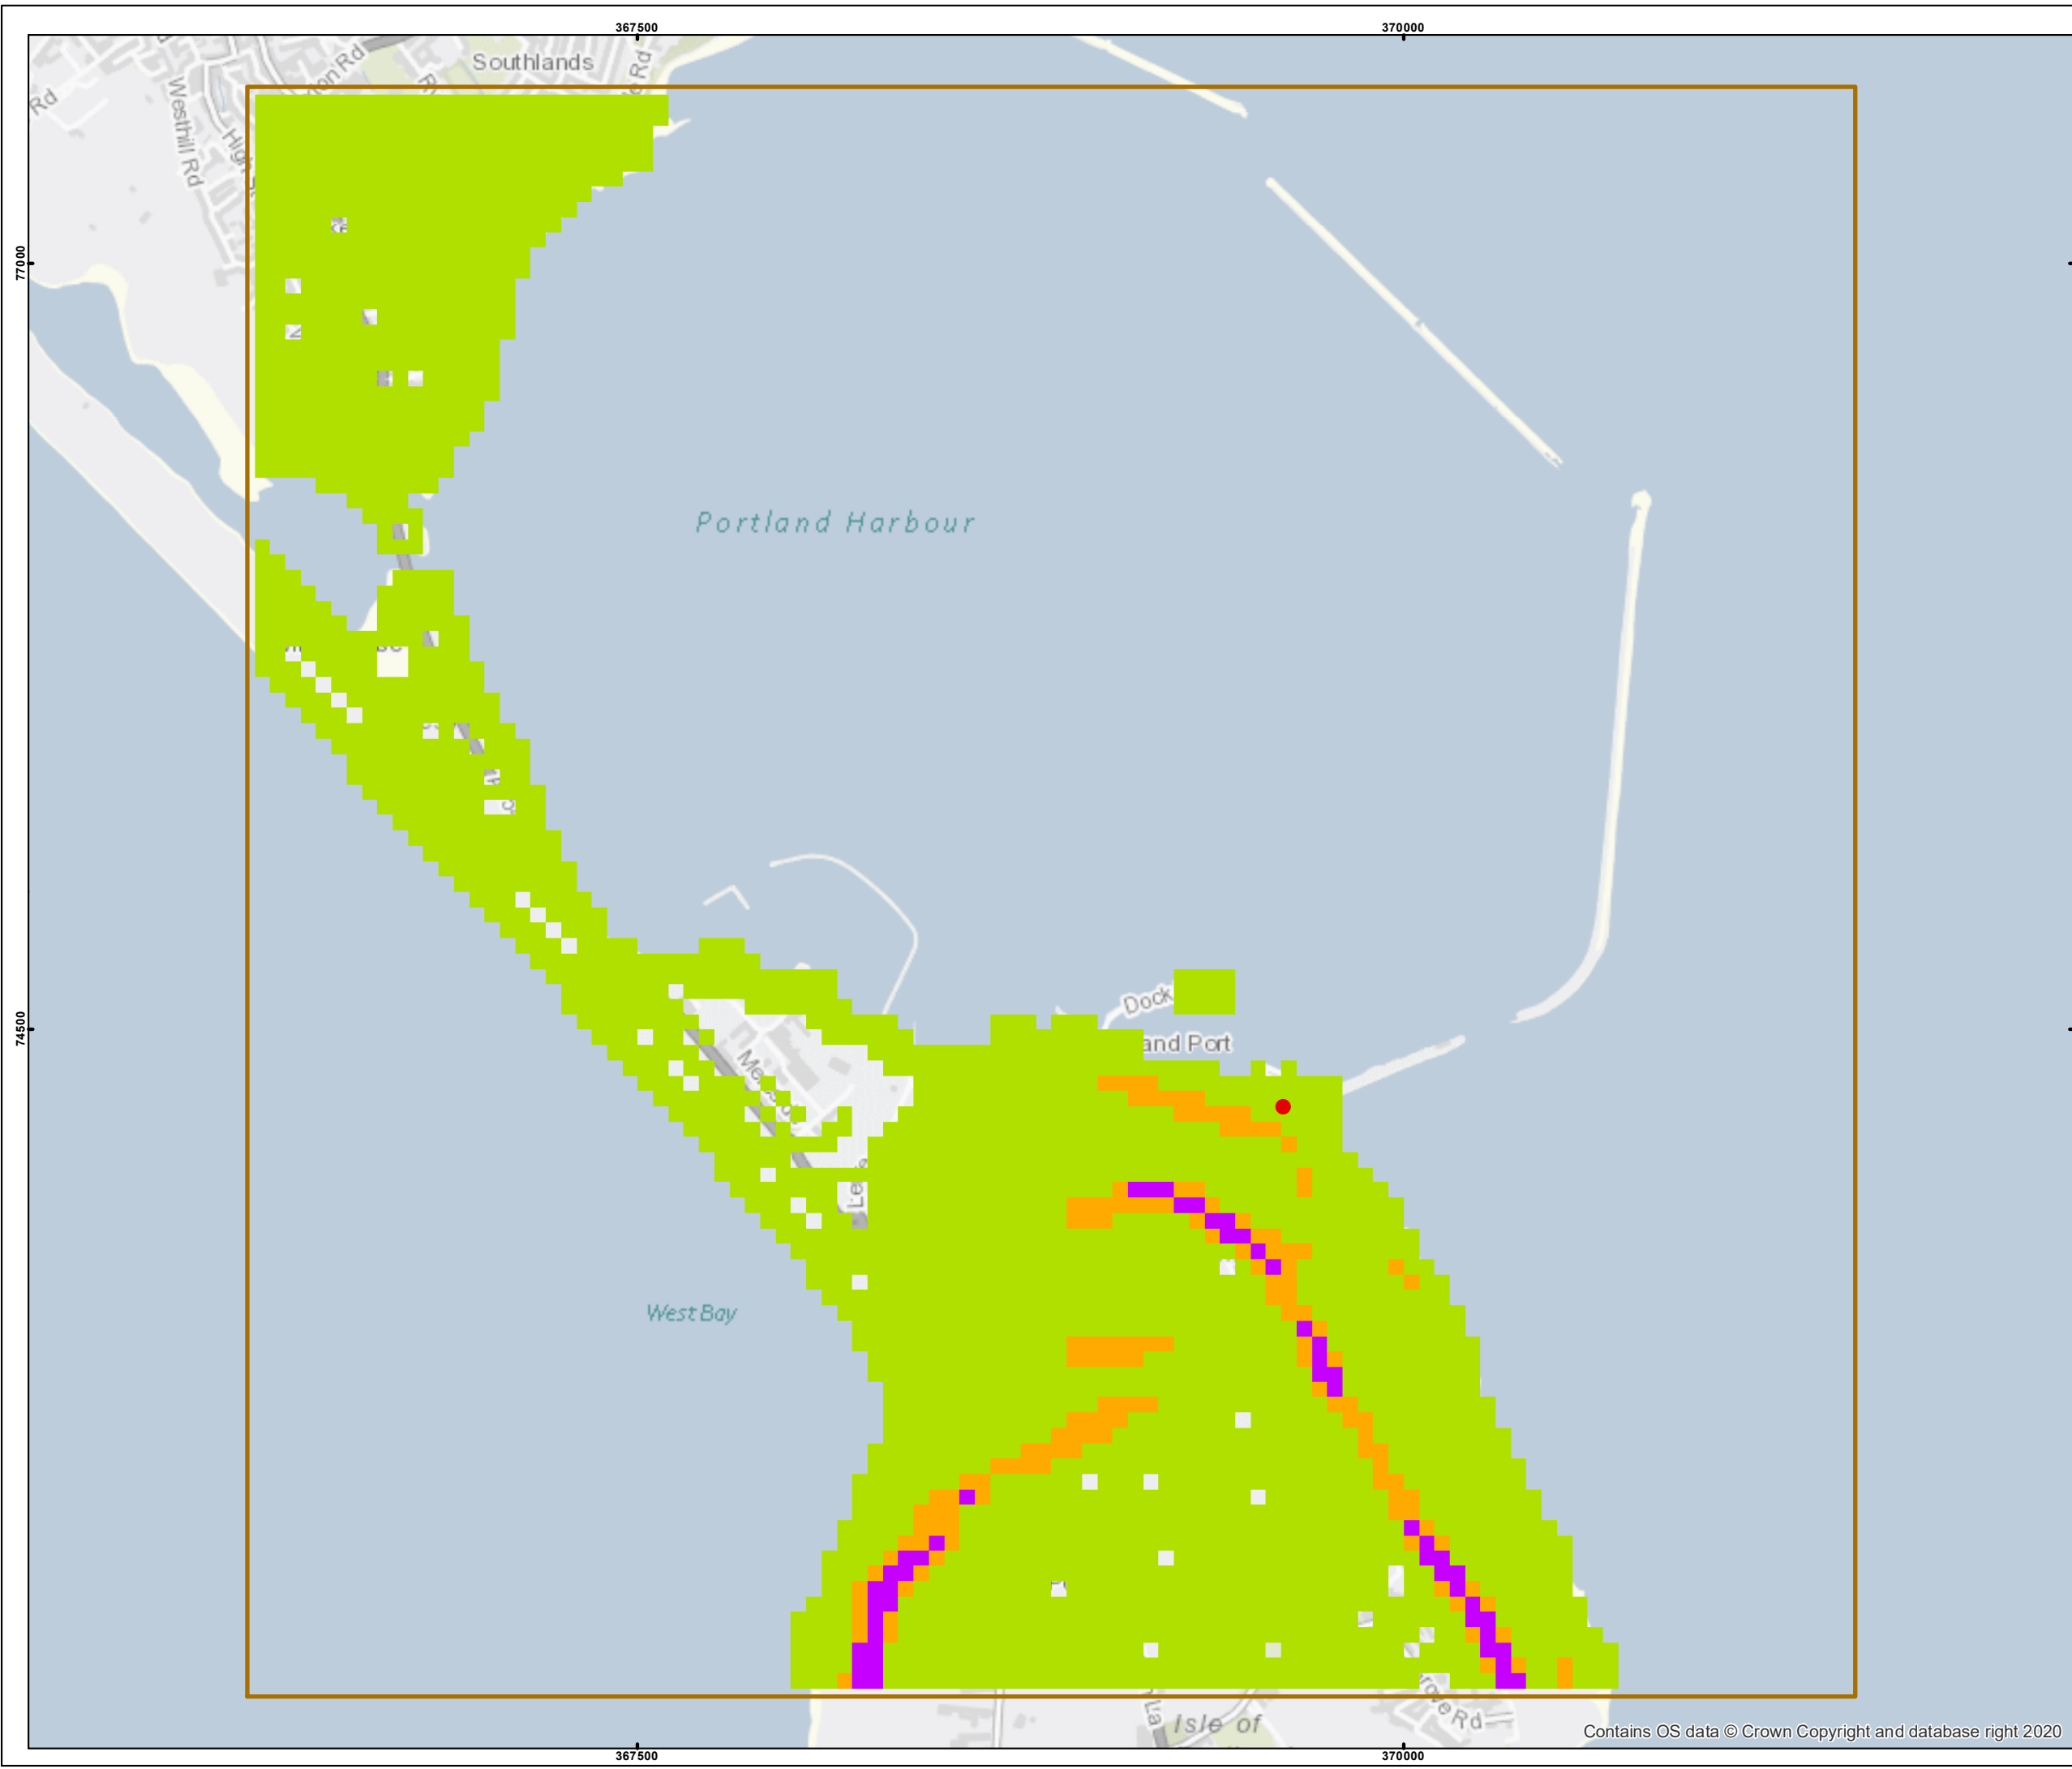 367500 370000
Southlands
Rd
Westhill Rd
77000
Portland Harbour
Dock
and Port
74500
West Bay
Isle of
rove Rd
Contains OS data © Crown Copyright and database right 2020
367500 370000